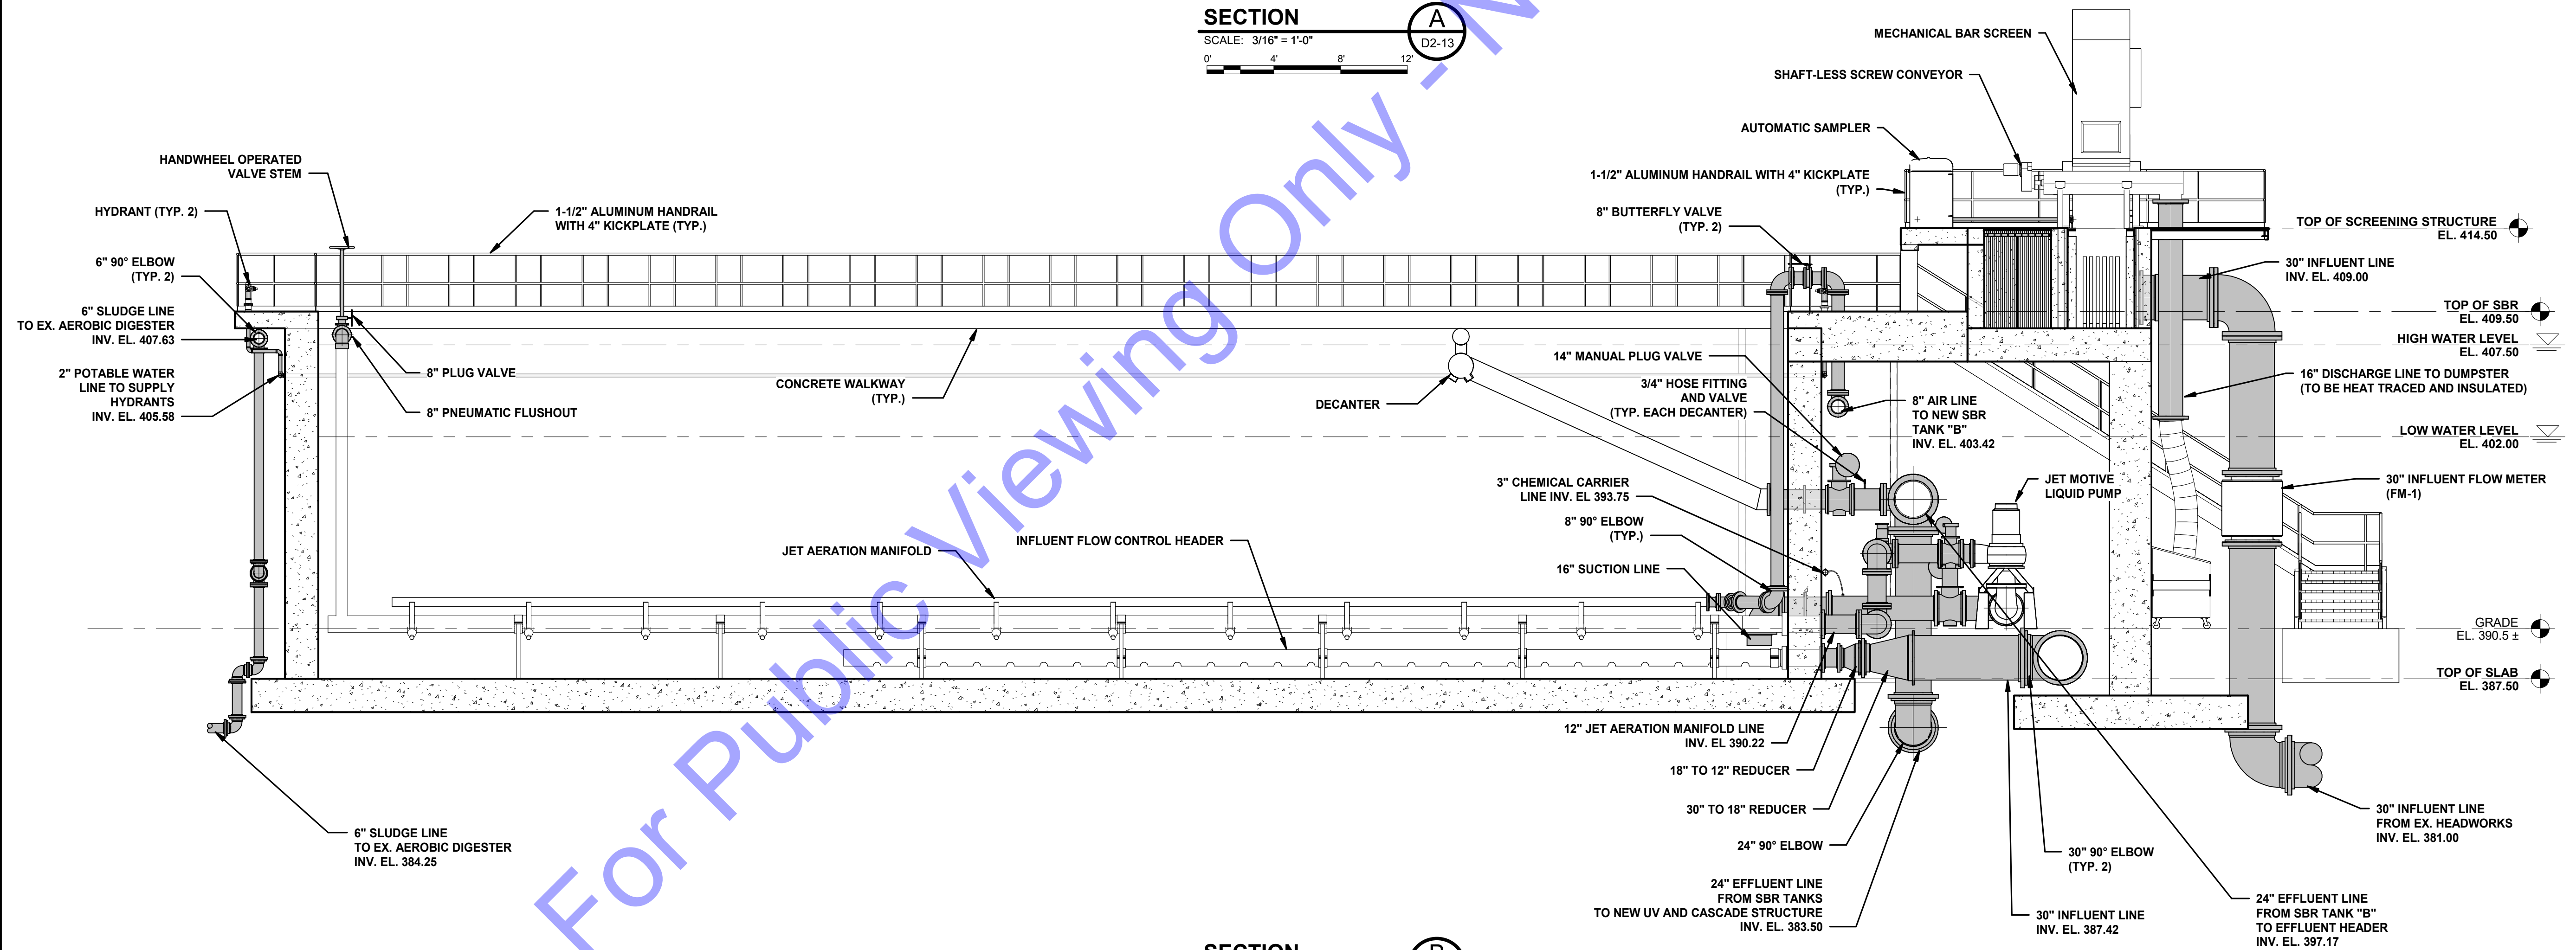 SECTION
A
SCALE: 3/16" = 1'-0"
D2-13
0' 4' 8' 12'
MECHANICAL BAR SCREEN
SHAFT-LESS SCREW CONVEYOR
AUTOMATIC SAMPLER
1-1/2" ALUMINUM HANDRAIL WITH 4" KICKPLATE
(TYP.)
8" BUTTERFLY VALVE
(TYP. 2)
HANDWHEEL OPERATED
VALVE STEM
HYDRANT (TYP. 2)
1-1/2" ALUMINUM HANDRAIL
WITH 4" KICKPLATE (TYP.)
6" 90° ELBOW
(TYP. 2)
6" SLUDGE LINE
TO EX. AEROBIC DIGESTER
INV. EL. 407.63
2" POTABLE WATER
LINE TO SUPPLY
HYDRANTS
INV. EL. 405.58
8" PLUG VALVE
8" PNEUMATIC FLUSHOUT
CONCRETE WALKWAY
(TYP.)
DECANTER
14" MANUAL PLUG VALVE
3/4" HOSE FITTING
AND VALVE
(TYP. EACH DECANTER)
8" AIR LINE
TO NEW SBR
TANK "B"
INV. EL. 403.42
TOP OF SCREENING STRUCTURE
EL. 414.50
30" INFLUENT LINE
INV. EL. 409.00
TOP OF SBR
EL. 409.50
HIGH WATER LEVEL
EL. 407.50
16" DISCHARGE LINE TO DUMPSTER
(TO BE HEAT TRACED AND INSULATED)
LOW WATER LEVEL
EL. 402.00
30" INFLUENT FLOW METER
(FM-1)
JET MOTIVE
LIQUID PUMP
3" CHEMICAL CARRIER
LINE INV. EL 393.75
8" 90° ELBOW
(TYP.)
16" SUCTION LINE
INFLUENT FLOW CONTROL HEADER
JET AERATION MANIFOLD
GRADE
EL. 390.5 ±
TOP OF SLAB
EL. 387.50
12" JET AERATION MANIFOLD LINE
INV. EL 390.22
18" TO 12" REDUCER
30" TO 18" REDUCER
24" 90° ELBOW
24" EFFLUENT LINE
FROM SBR TANKS
TO NEW UV AND CASCADE STRUCTURE
INV. EL. 383.50
6" SLUDGE LINE
TO EX. AEROBIC DIGESTER
INV. EL. 384.25
30" INFLUENT LINE
FROM EX. HEADWORKS
INV. EL. 381.00
30" 90° ELBOW
(TYP. 2)
30" INFLUENT LINE
INV. EL. 387.42
24" EFFLUENT LINE
FROM SBR TANK "B"
TO EFFLUENT HEADER
INV. EL. 397.17
For Public Viewing Only -